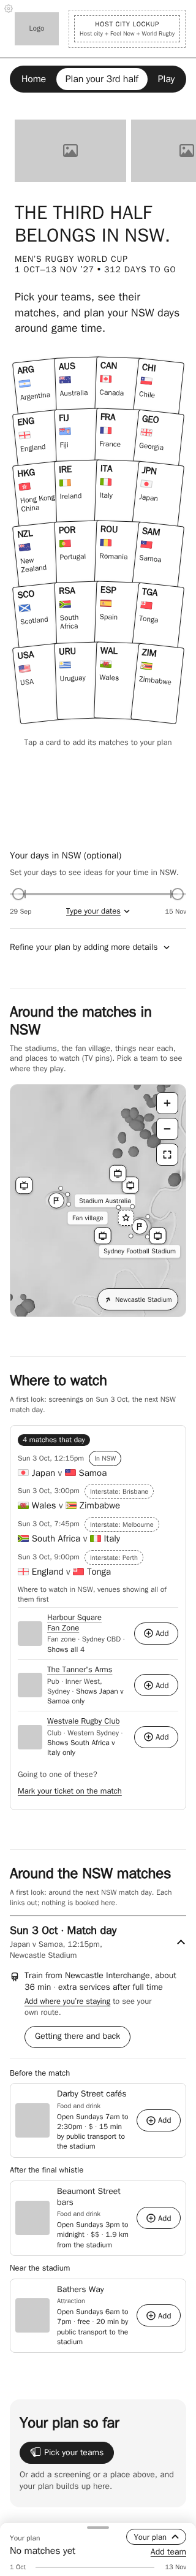 Logo
HOST CITY LOCKUP
Host city + Feel New + World Rugby
Home
Plan your 3rd half
Play
THE THIRD HALF
BELONGS IN NSW.
MEN'S RUGBY WORLD CUP
1 OCT–13 NOV '27 • 312 DAYS TO GO
Pick your teams, see their
matches, and plan your NSW days
around game time.
ARG
Argentina
AUS
Australia
CAN
Canada
CHI
Chile
ENG
England
FIJ
Fiji
FRA
France
GEO
Georgia
HKG
Hong Kong
China
IRE
Ireland
ITA
Italy
JPN
Japan
NZL
New
Zealand
POR
Portugal
ROU
Romania
SAM
Samoa
SCO
Scotland
RSA
South
Africa
ESP
Spain
TGA
Tonga
USA
USA
URU
Uruguay
WAL
Wales
ZIM
Zimbabwe
Tap a card to add its matches to your plan
Your days in NSW (optional)
Set your days to see ideas for your time in NSW.
29 Sep
Type your dates
15 Nov
Refine your plan by adding more details
Around the matches in
NSW
The stadiums, the fan village, things near each,
and places to watch (TV pins). Pick a team to see
where they play.
+
−
Stadium Australia
Fan village
Sydney Football Stadium
Newcastle Stadium
Where to watch
A first look: screenings on Sun 3 Oct, the next NSW
match day.
4 matches that day
Sun 3 Oct, 12:15pm In NSW
Japan v Samoa
Sun 3 Oct, 3:00pm Interstate: Brisbane
Wales v Zimbabwe
Sun 3 Oct, 7:45pm Interstate: Melbourne
South Africa v Italy
Sun 3 Oct, 9:00pm Interstate: Perth
England v Tonga
Where to watch in NSW, venues showing all of
them first
Harbour Square
Fan Zone
Fan zone · Sydney CBD ·
Shows all 4
Add
The Tanner's Arms
Pub · Inner West,
Sydney · Shows Japan v
Samoa only
Add
Westvale Rugby Club
Club · Western Sydney ·
Shows South Africa v
Italy only
Add
Going to one of these?
Mark your ticket on the match
Around the NSW matches
A first look: around the next NSW match day. Each
links out; nothing is booked here.
Sun 3 Oct · Match day
Japan v Samoa, 12:15pm,
Newcastle Stadium
Train from Newcastle Interchange, about
36 min · extra services after full time
Add where you're staying to see your
own route.
Getting there and back
Before the match
Darby Street cafés
Food and drink
Open Sundays 7am to
2:30pm · $ · 15 min
by public transport to
the stadium
Add
After the final whistle
Beaumont Street
bars
Food and drink
Open Sundays 3pm to
midnight · $$ · 1.9 km
from the stadium
Add
Near the stadium
Bathers Way
Attraction
Open Sundays 6am to
7pm · free · 20 min by
public transport to the
stadium
Add
Your plan so far
Pick your teams
Or add a screening or a place above, and
your plan builds up here.
Your plan
No matches yet
Your plan
Add team
1 Oct
13 Nov